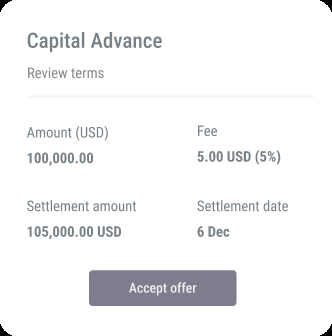 Capital Advance
Review terms
Amount (USD)
100,000.00
Fee
5.00 USD (5%)
Settlement amount
105,000.00 USD
Settlement date
6 Dec
Accept offer